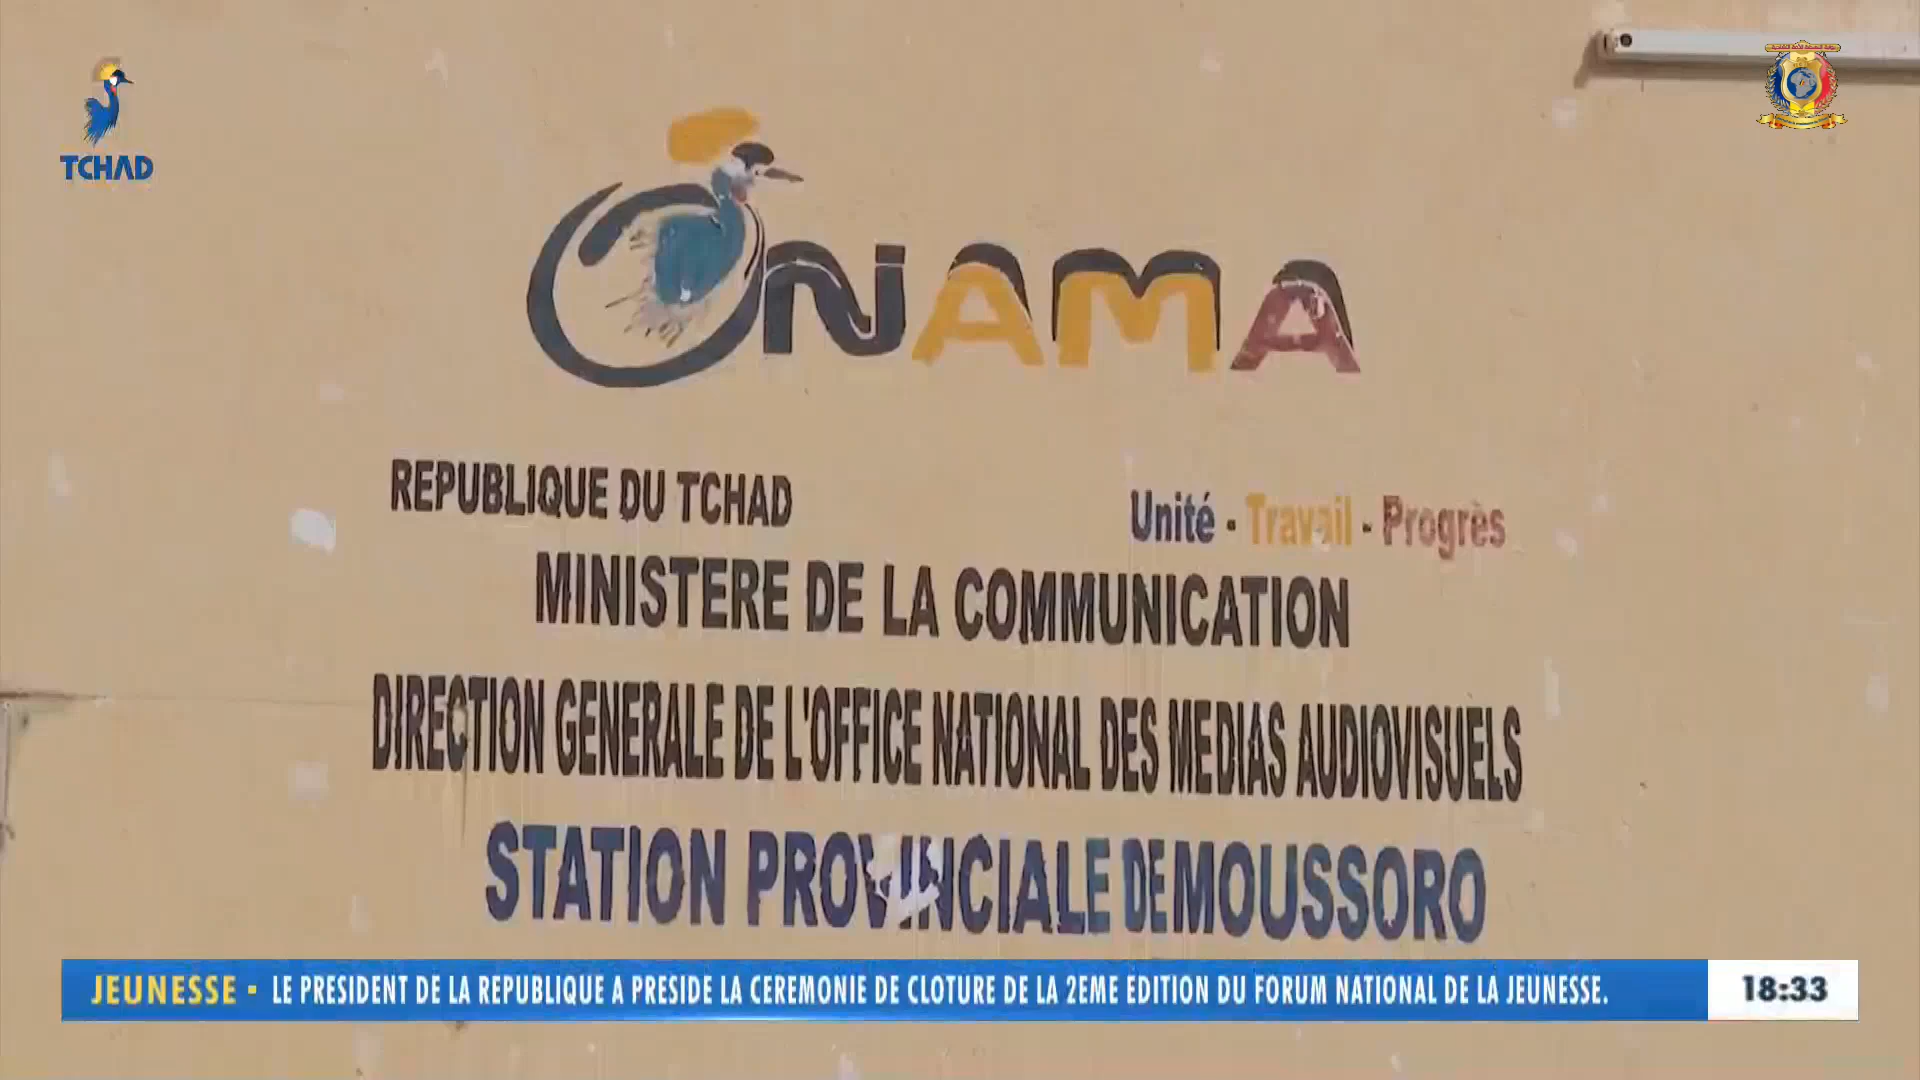 TCHAD
ONAMA
REPUBLIQUE DU TCHAD
Unité - Travail - Progrès
MINISTERE DE LA COMMUNICATION
DIRECTION GENERALE DE L'OFFICE NATIONAL DES MEDIAS AUDIOVISUELS
STATION PROVINCIALE DE MOUSSORO
JEUNESSE - LE PRESIDENT DE LA REPUBLIQUE A PRESIDE LA CEREMONIE DE CLOTURE DE LA 2EME EDITION DU FORUM NATIONAL DE LA JEUNESSE.
18:33